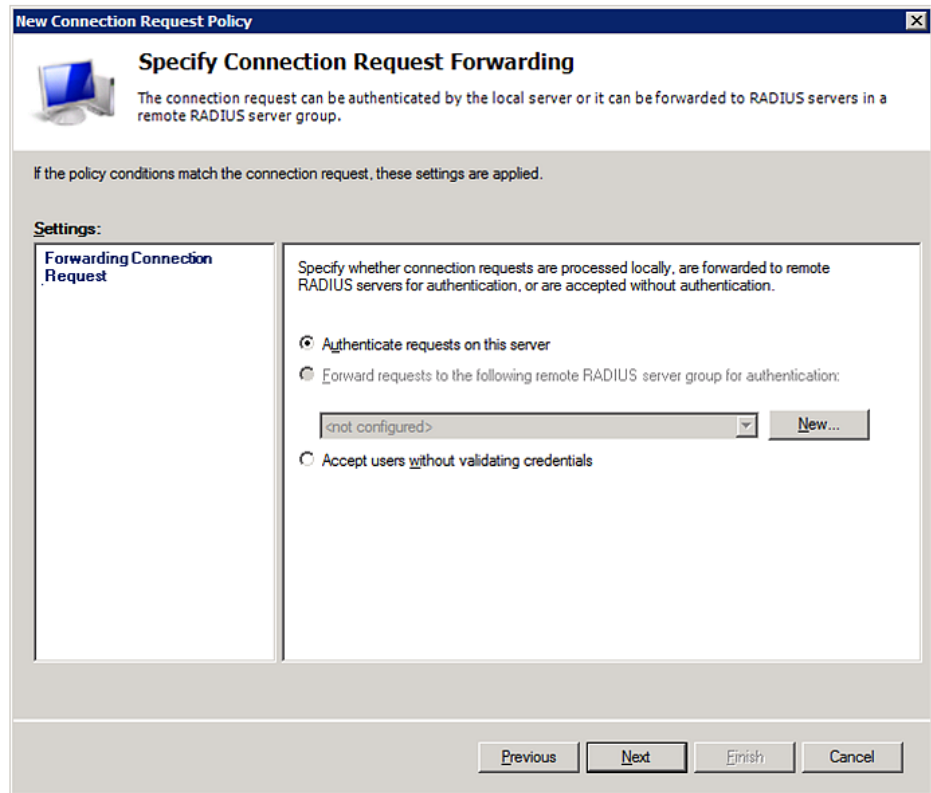 New Connection Request Policy
Specify Connection Request Forwarding
The connection request can be authenticated by the local server or it can be forwarded to RADIUS servers in a
remote RADIUS server group.
If the policy conditions match the connection request, these settings are applied.
Settings:
Forwarding Connection
Request
Specify whether connection requests are processed locally, are forwarded to remote
RADIUS servers for authentication, or are accepted without authentication.
Authenticate requests on this server
Forward requests to the following remote RADIUS server group for authentication:
<not configured>
New...
Accept users without validating credentials
Previous
Next
Finish
Cancel